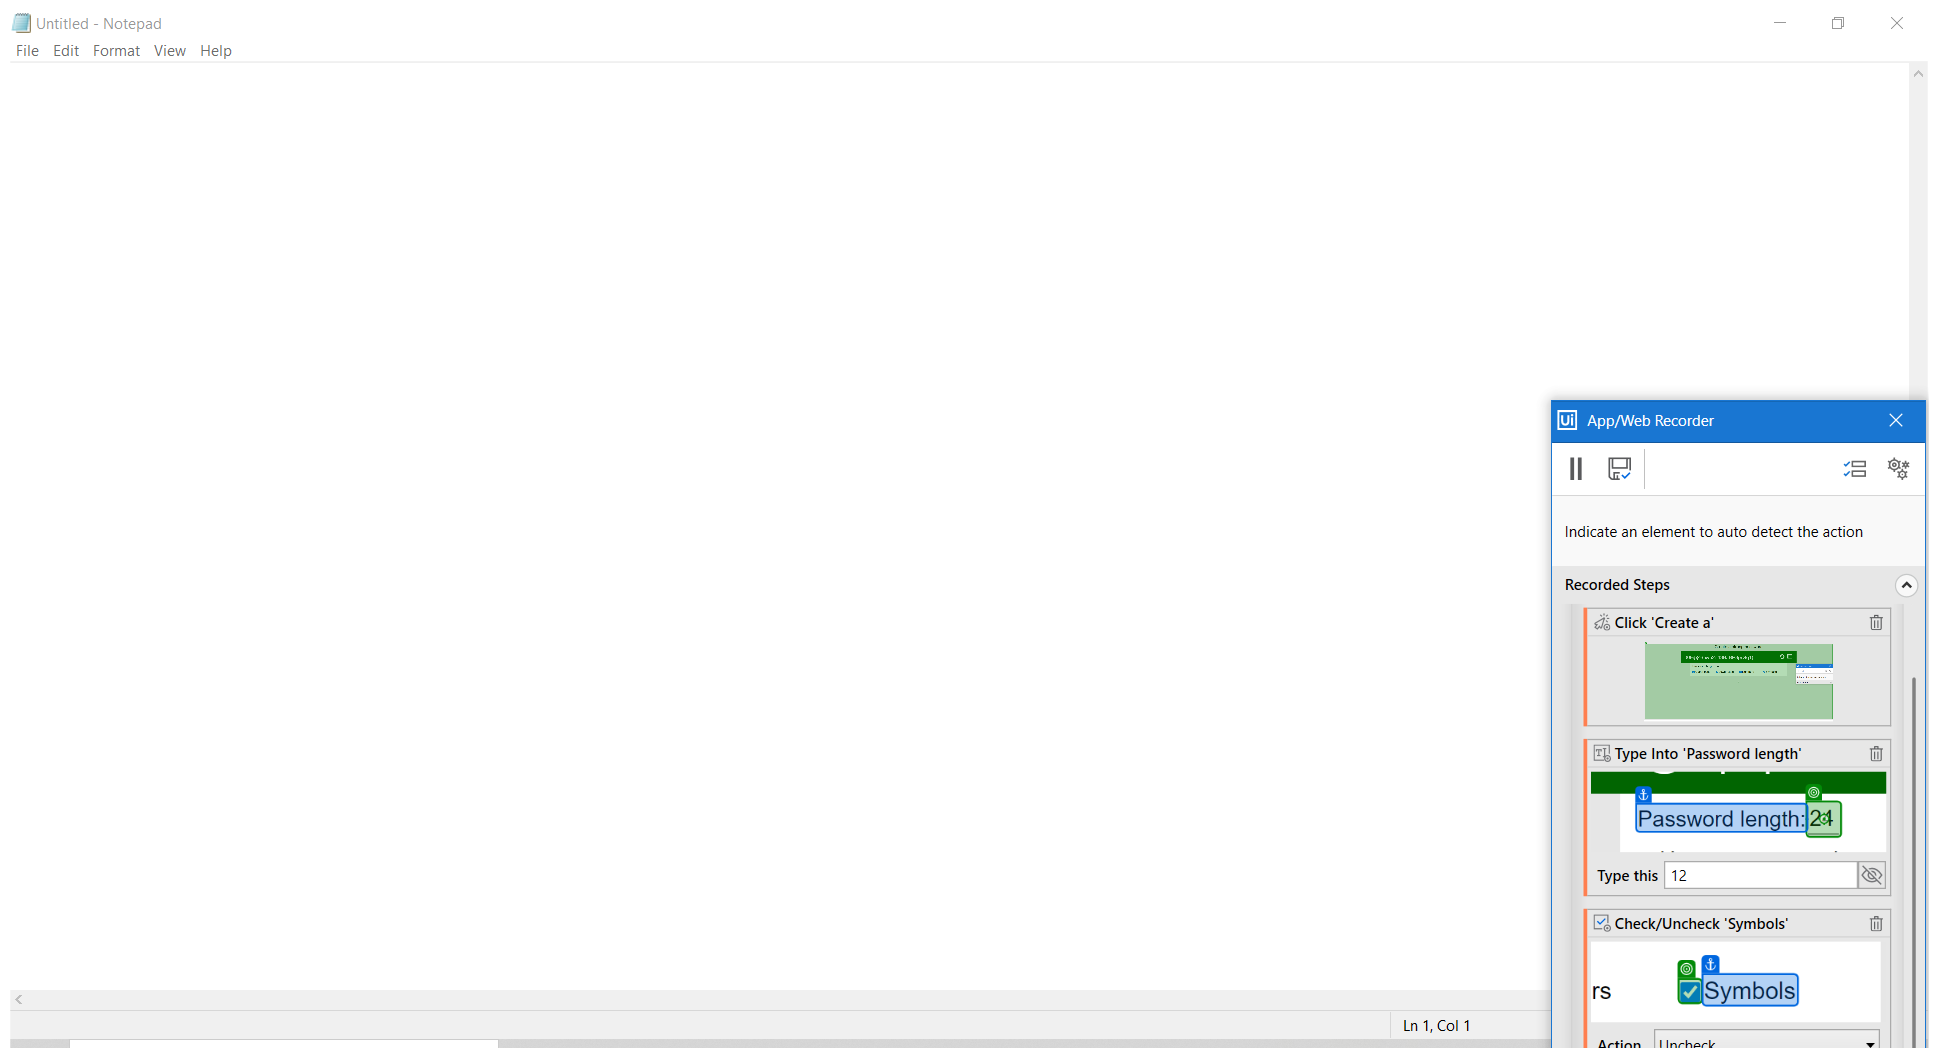 Untitled - Notepad
File Edit Format View Help
Ui App/Web Recorder
Indicate an element to auto detect the action
Recorded Steps
Click 'Create a'
Type Into 'Password length'
Password length: 24
Type this 12
Check/Uncheck 'Symbols'
rs Symbols
Action Uncheck
Ln 1, Col 1